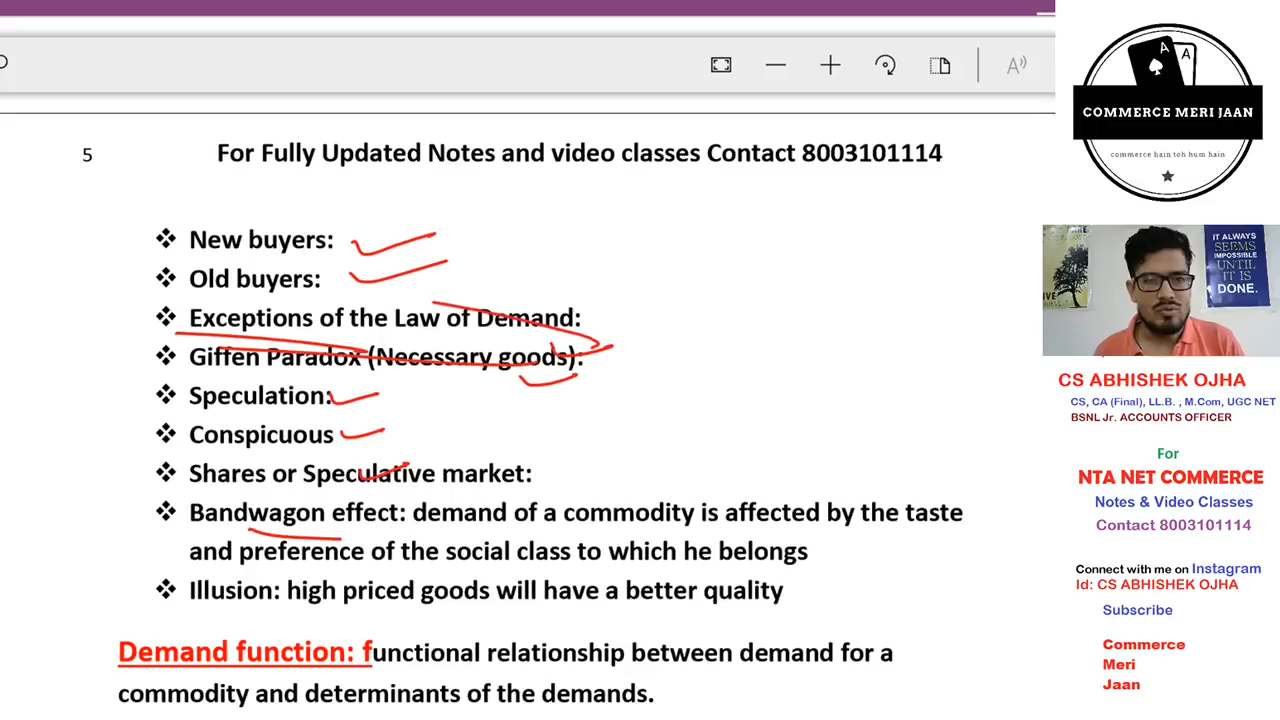 5
For Fully Updated Notes and video classes Contact 8003101114
❖ New buyers:
❖ Old buyers:
❖ Exceptions of the Law of Demand:
❖ Giffen Paradox (Necessary goods):
❖ Speculation:
❖ Conspicuous
❖ Shares or Speculative market:
❖ Bandwagon effect: demand of a commodity is affected by the taste
and preference of the social class to which he belongs
❖ Illusion: high priced goods will have a better quality
Demand function: functional relationship between demand for a
commodity and determinants of the demands.
A
A
COMMERCE MERI JAAN
commerce hain toh hum hain
IT ALWAYS
SEEMS
IMPOSSIBLE
UNTIL
IT IS
DONE.
CS ABHISHEK OJHA
CS, CA (Final), LL.B. , M.Com, UGC NET
BSNL Jr. ACCOUNTS OFFICER
For
NTA NET COMMERCE
Notes & Video Classes
Contact 8003101114
Connect with me on Instagram
Id: CS ABHISHEK OJHA
Subscribe
Commerce
Meri
Jaan